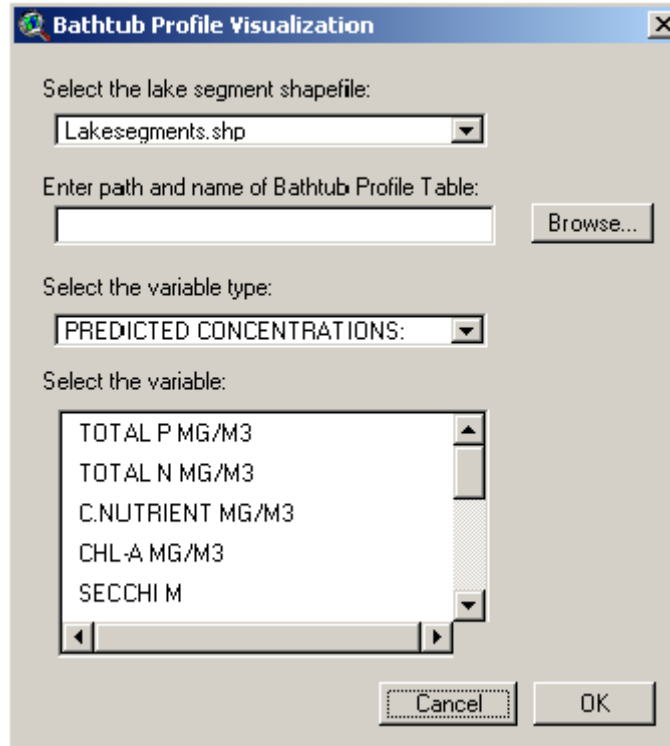 Bathtub Profile Visualization
Select the lake segment shapefile:
Lakesegments.shp
Enter path and name of Bathtub Profile Table:
Browse...
Select the variable type:
PREDICTED CONCENTRATIONS:
Select the variable:
TOTAL P MG/M3
TOTAL N MG/M3
C.NUTRIENT MG/M3
CHL-A MG/M3
SECCHI M
Cancel OK